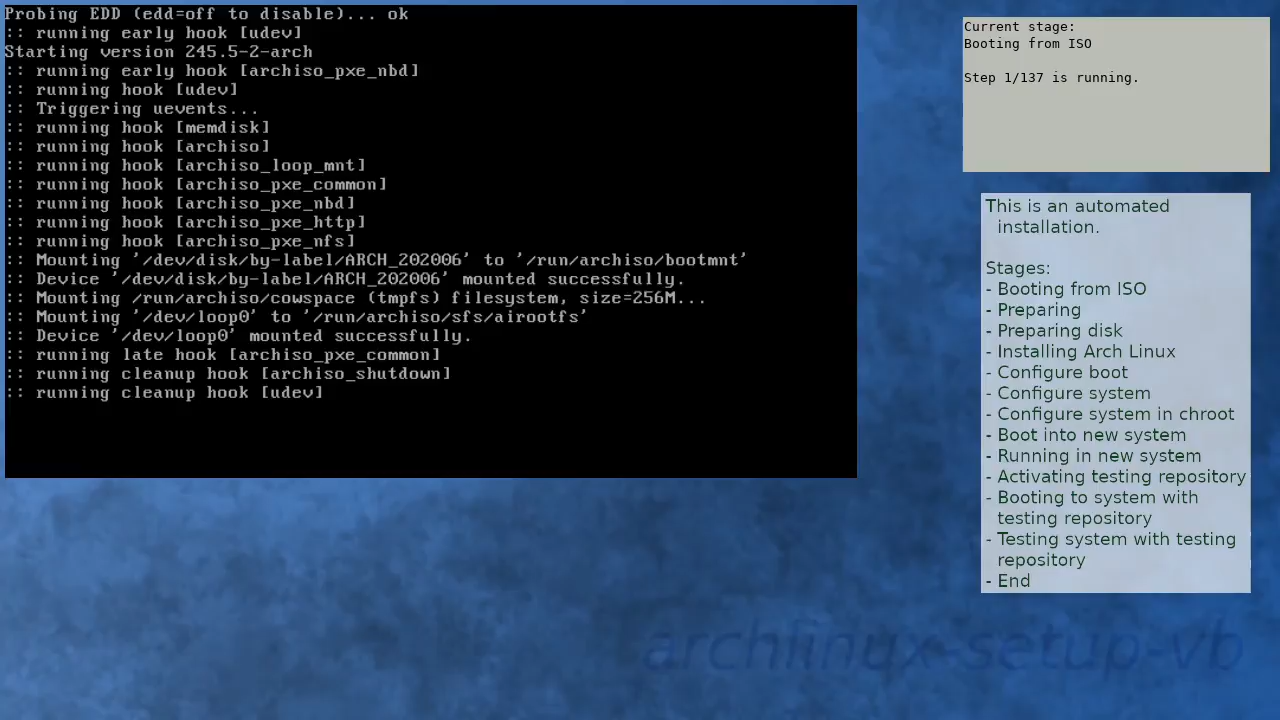 Probing EDD (edd=off to disable)... ok
:: running early hook [udev]
Starting version 245.5-2-arch
:: running early hook [archiso_pxe_nbd]
:: running hook [udev]
:: Triggering uevents...
:: running hook [memdisk]
:: running hook [archiso]
:: running hook [archiso_loop_mnt]
:: running hook [archiso_pxe_common]
:: running hook [archiso_pxe_nbd]
:: running hook [archiso_pxe_http]
:: running hook [archiso_pxe_nfs]
:: Mounting '/dev/disk/by-label/ARCH_202006' to '/run/archiso/bootmnt'
:: Device '/dev/disk/by-label/ARCH_202006' mounted successfully.
:: Mounting /run/archiso/cowspace (tmpfs) filesystem, size=256M...
:: Mounting '/dev/loop0' to '/run/archiso/sfs/airootfs'
:: Device '/dev/loop0' mounted successfully.
:: running late hook [archiso_pxe_common]
:: running cleanup hook [archiso_shutdown]
:: running cleanup hook [udev]
Current stage:
Booting from ISO
Step 1/137 is running.
This is an automated
installation.
Stages:
- Booting from ISO
- Preparing
- Preparing disk
- Installing Arch Linux
- Configure boot
- Configure system
- Configure system in chroot
- Boot into new system
- Running in new system
- Activating testing repository
- Booting to system with
testing repository
- Testing system with testing
repository
- End
archlinux-setup-vb